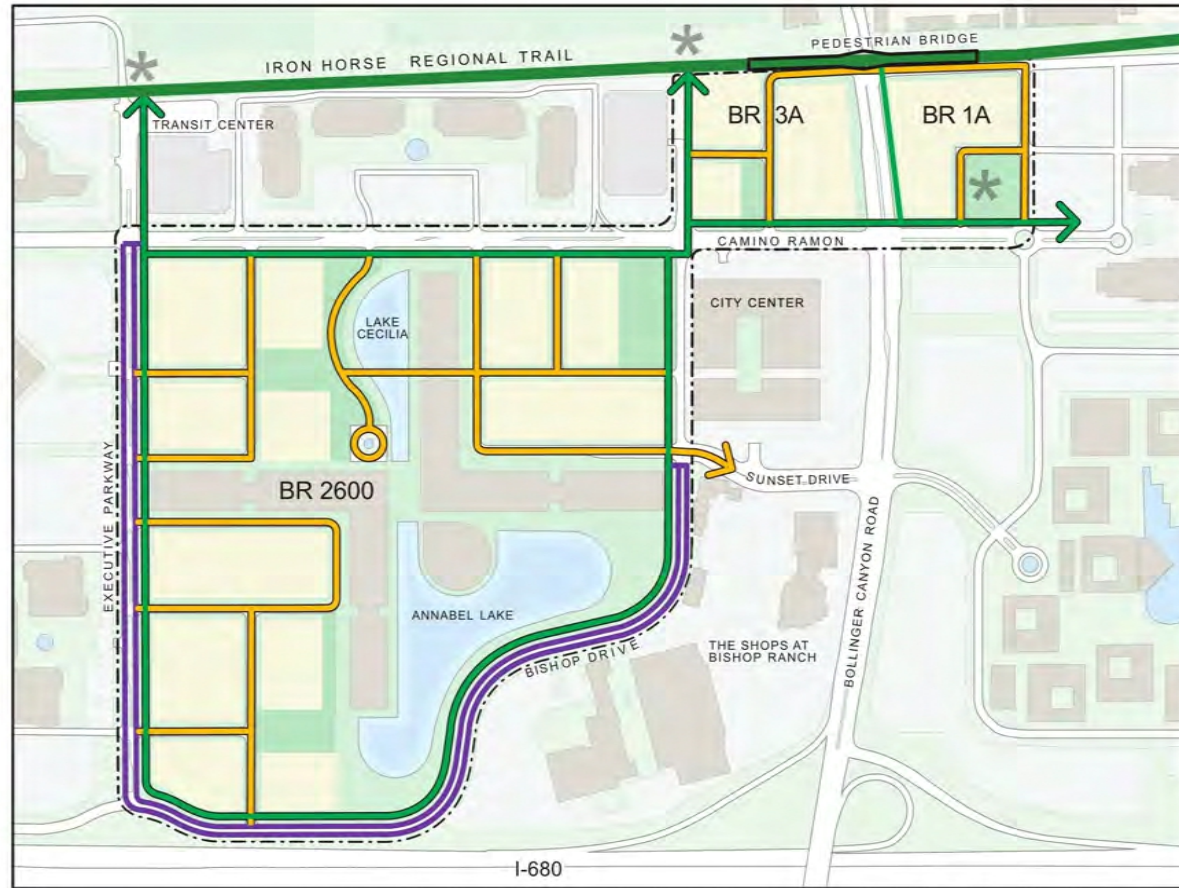 PEDESTRIAN BRIDGE
IRON HORSE REGIONAL TRAIL
TRANSIT CENTER
BR 3A
BR 1A
CAMINO RAMON
CITY CENTER
LAKE
CECILIA
EXECUTIVE PARKWAY
SUNSET DRIVE
BR 2600
BOLLINGER CANYON ROAD
ANNABEL LAKE
BISHOP DRIVE
THE SHOPS AT
BISHOP RANCH
I-680